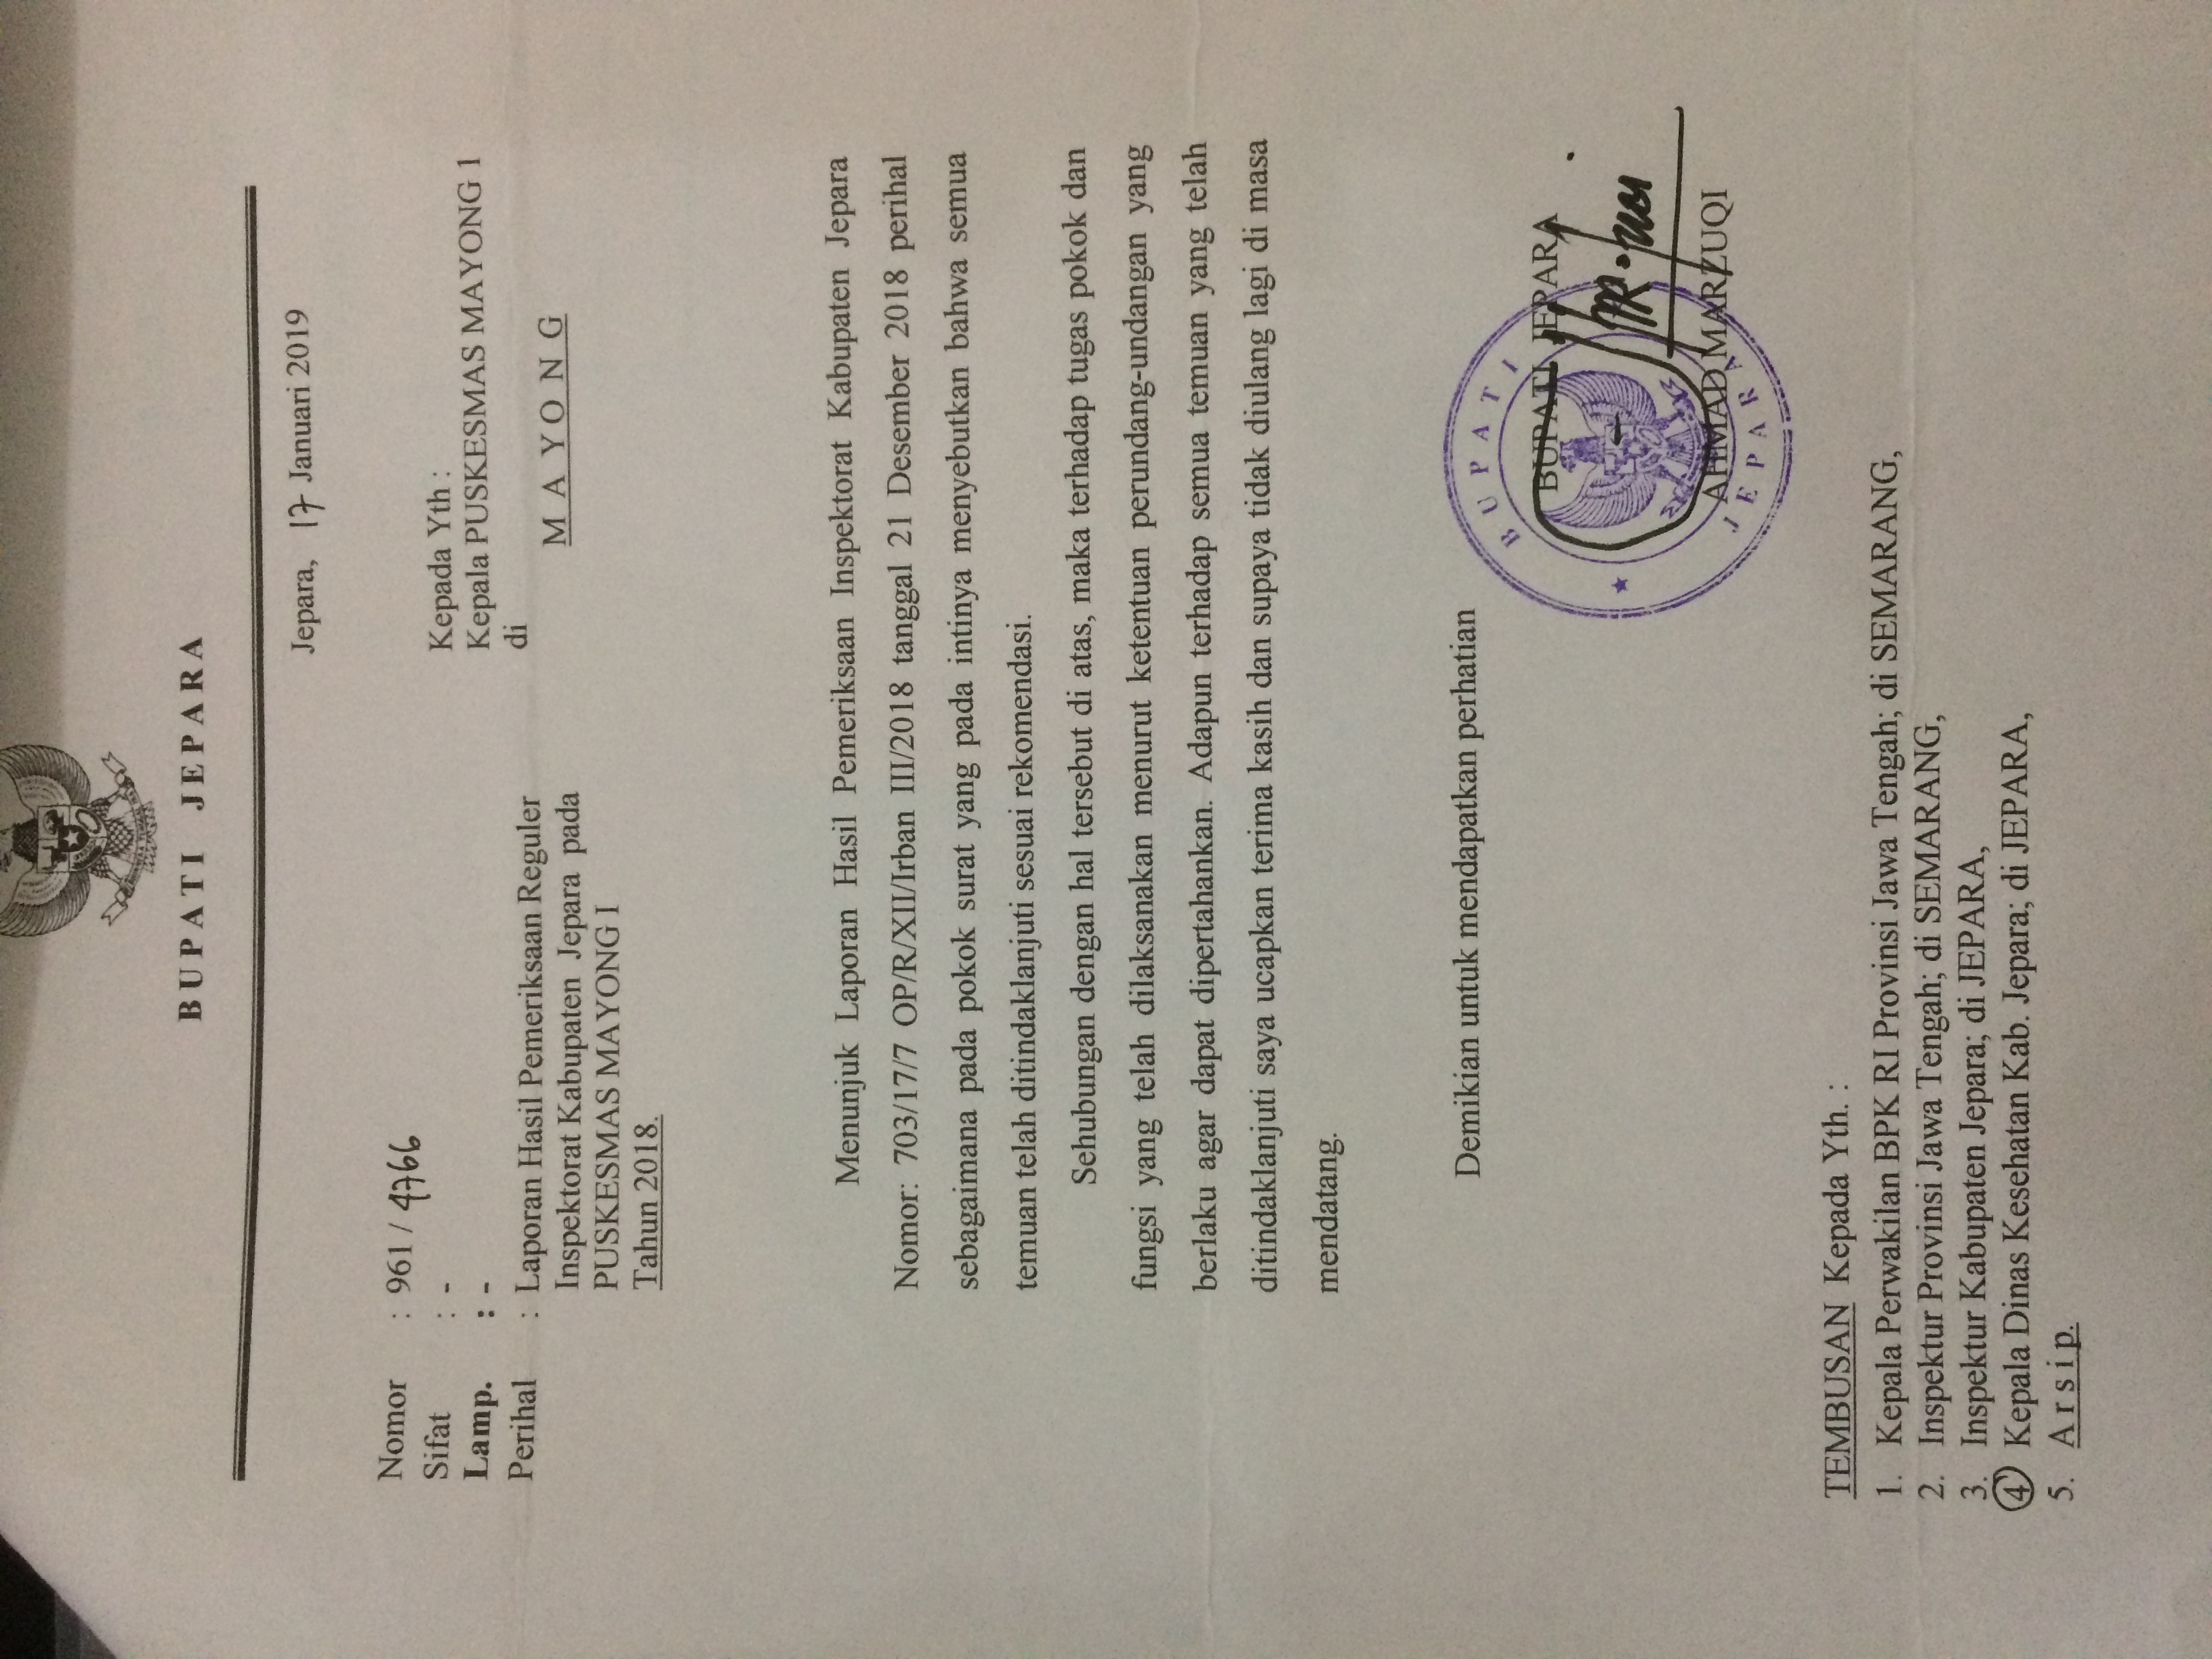 BUPATI JEPARA
Jepara, 17 Januari 2019
Nomor : 961 / 4766
Sifat : -
Lamp. : -
Perihal : Laporan Hasil Pemeriksaan Reguler
Inspektorat Kabupaten Jepara pada
PUSKESMAS MAYONG I
Tahun 2018.
Kepada Yth :
Kepala PUSKESMAS MAYONG 1
di
M A Y O N G
Menunjuk Laporan Hasil Pemeriksaan Inspektorat Kabupaten Jepara
Nomor: 703/17/7 OP/R/XII/Irban III/2018 tanggal 21 Desember 2018 perihal
sebagaimana pada pokok surat yang pada intinya menyebutkan bahwa semua
temuan telah ditindaklanjuti sesuai rekomendasi.
Sehubungan dengan hal tersebut di atas, maka terhadap tugas pokok dan
fungsi yang telah dilaksanakan menurut ketentuan perundang-undangan yang
berlaku agar dapat dipertahankan. Adapun terhadap semua temuan yang telah
ditindaklanjuti saya ucapkan terima kasih dan supaya tidak diulang lagi di masa
mendatang.
Demikian untuk mendapatkan perhatian
BUPATI
BUPATI JEPARA
AHMAD MARZUQI
JEPARA
TEMBUSAN Kepada Yth. :
1. Kepala Perwakilan BPK RI Provinsi Jawa Tengah; di SEMARANG,
2. Inspektur Provinsi Jawa Tengah; di SEMARANG,
3. Inspektur Kabupaten Jepara; di JEPARA,
4. Kepala Dinas Kesehatan Kab. Jepara; di JEPARA,
5. A r s i p.